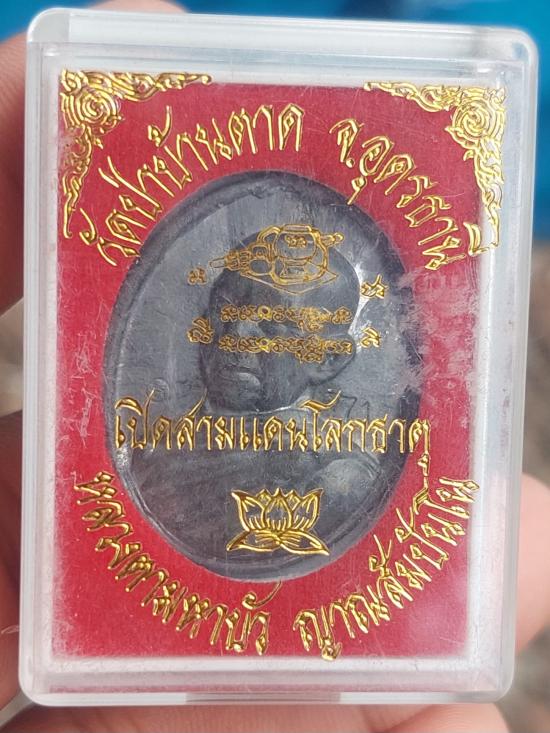 วัดป่าบ้านตาด จ.อุดรธานี
เปิดสามแดนโลกธาตุ
หลวงตามหาบัว ญาณสัมปันโน